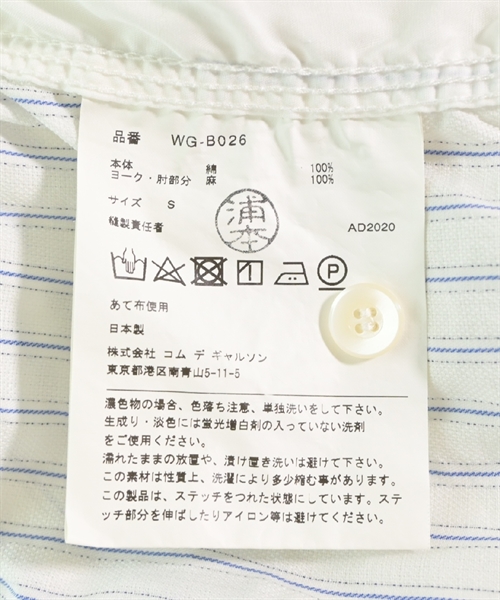 品番 WG-B026
本体 綿 100%
ヨーク・肘部分 麻 100%
サイズ S
縫製責任者 浦本 AD2020
P
あて布使用
日本製
株式会社 コム デ ギャルソン
東京都港区南青山5-11-5
濃色物の場合、色落ち注意、単独洗いをして下さい。
生成り・淡色には蛍光増白剤の入っていない洗剤
をご使用ください。
濡れたままの放置や、漬け置き洗いは避けて下さい。
この素材は性質上、洗濯により多少縮む事があります。
この製品は、ステッチをつれた状態にしています。ステ
ッチ部分を伸ばしたりアイロン等は避けてください。